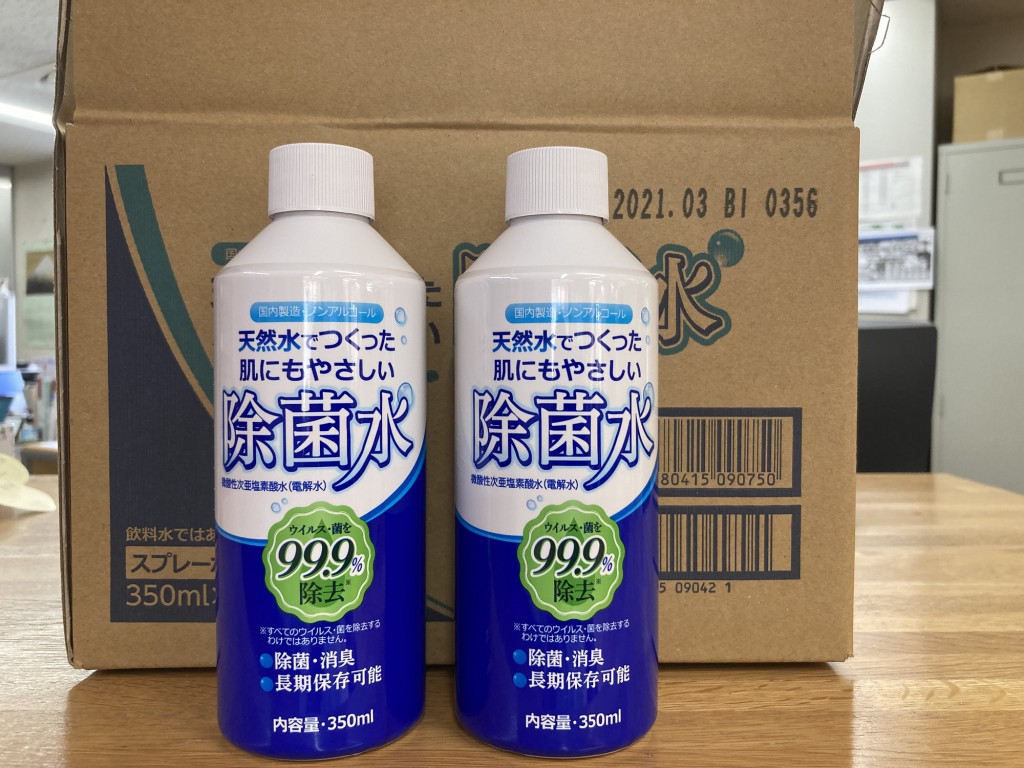 2021.03 BI 0356
水
80415 090750
5 09042 1
飲料水では
スプレー
350ml
国内製造・ノンアルコール
天然水でつくった
肌にもやさしい
除菌水
微酸性次亜塩素酸水(電解水)
ウイルス・菌を
99.9%
除去※
※すべてのウイルス・菌を除去する
わけではありません。
除菌・消臭
長期保存可能
内容量・350ml
国内製造・ノンアルコール
天然水でつくった
肌にもやさしい
除菌水
微酸性次亜塩素酸水(電解水)
ウイルス・菌を
99.9%
除去※
※すべてのウイルス・菌を除去する
わけではありません。
除菌・消臭
長期保存可能
内容量・350ml